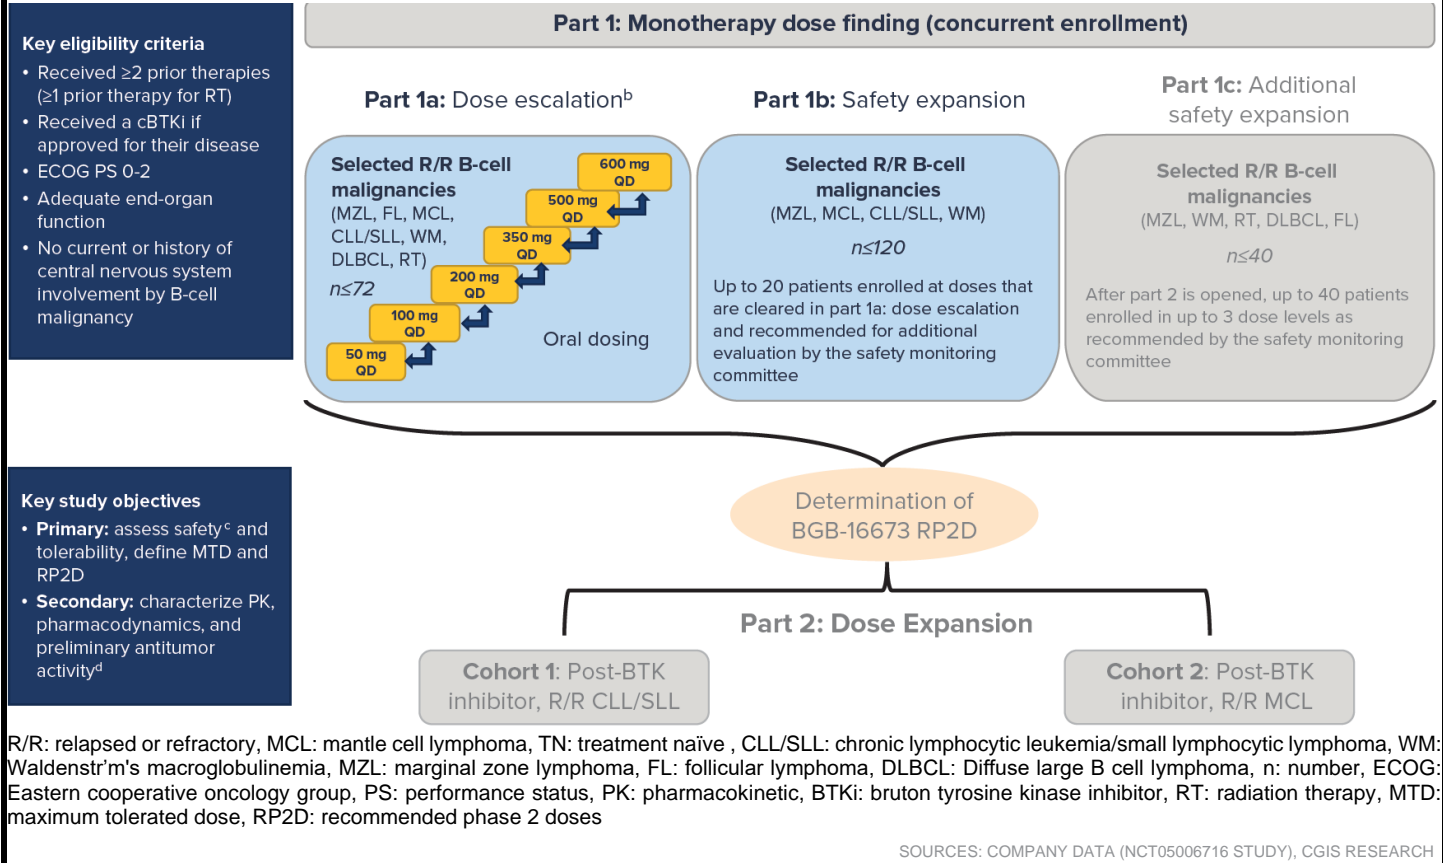 Part 1: Monotherapy dose finding (concurrent enrollment)
Key eligibility criteria
• Received ≥2 prior therapies
(≥1 prior therapy for RT)
• Received a cBTKi if
approved for their disease
• ECOG PS 0-2
• Adequate end-organ
function
• No current or history of
central nervous system
involvement by B-cell
malignancy
Part 1a: Dose escalationᵇ
Selected R/R B-cell
malignancies
(MZL, FL, MCL,
CLL/SLL, WM,
DLBCL, RT)
n≤72
600 mg
QD
500 mg
QD
350 mg
QD
200 mg
QD
100 mg
QD
50 mg
QD
Oral dosing
Part 1b: Safety expansion
Selected R/R B-cell
malignancies
(MZL, MCL, CLL/SLL, WM)
n≤120
Up to 20 patients enrolled at doses that
are cleared in part 1a: dose escalation
and recommended for additional
evaluation by the safety monitoring
committee
Part 1c: Additional
safety expansion
Selected R/R B-cell
malignancies
(MZL, WM, RT, DLBCL, FL)
n≤40
After part 2 is opened, up to 40 patients
enrolled in up to 3 dose levels as
recommended by the safety monitoring
committee
Key study objectives
• Primary: assess safetyᶜ and
tolerability, define MTD and
RP2D
• Secondary: characterize PK,
pharmacodynamics, and
preliminary antitumor
activityᵈ
Determination of
BGB-16673 RP2D
Part 2: Dose Expansion
Cohort 1: Post-BTK
inhibitor, R/R CLL/SLL
Cohort 2: Post-BTK
inhibitor, R/R MCL
R/R: relapsed or refractory, MCL: mantle cell lymphoma, TN: treatment naïve , CLL/SLL: chronic lymphocytic leukemia/small lymphocytic lymphoma, WM:
Waldenstr’m's macroglobulinemia, MZL: marginal zone lymphoma, FL: follicular lymphoma, DLBCL: Diffuse large B cell lymphoma, n: number, ECOG:
Eastern cooperative oncology group, PS: performance status, PK: pharmacokinetic, BTKi: bruton tyrosine kinase inhibitor, RT: radiation therapy, MTD:
maximum tolerated dose, RP2D: recommended phase 2 doses
SOURCES: COMPANY DATA (NCT05006716 STUDY), CGIS RESEARCH